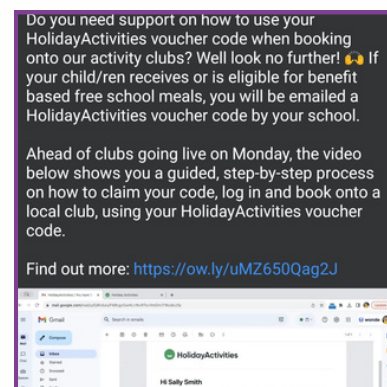 Do you need support on how to use your
HolidayActivities voucher code when booking
onto our activity clubs? Well look no further! 🙌 If
your child/ren receives or is eligible for benefit
based free school meals, you will be emailed a
HolidayActivities voucher code by your school.
Ahead of clubs going live on Monday, the video
below shows you a guided, step-by-step process
on how to claim your code, log in and book onto a
local club, using your HolidayActivities voucher
code.
Find out more: https://ow.ly/uMZ650Qag2J
Gmail
Search in emails
wonde
Compose
Inbox
HolidayActivities
Hi Sally Smith